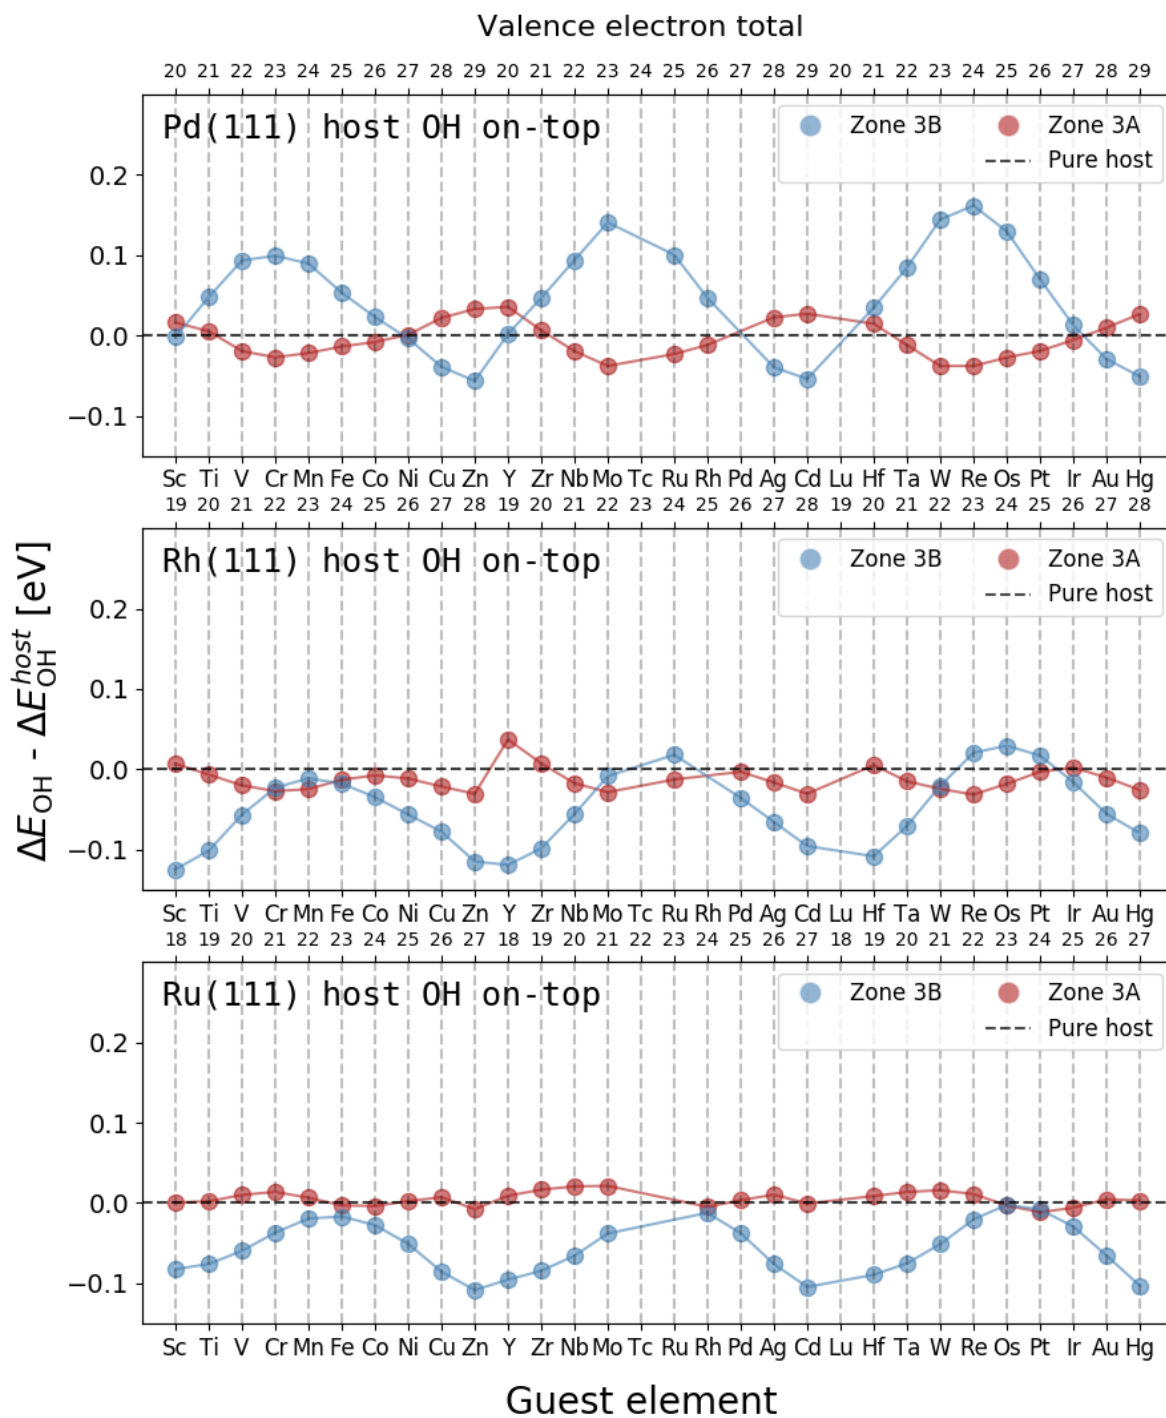 Valence electron total
20 21 22 23 24 25 26 27 28 29 20 21 22 23 24 25 26 27 28 29 20 21 22 23 24 25 26 27 28 29
Pd(111) host OH on-top
Zone 3B Zone 3A
Pure host
0.2
0.1
0.0
−0.1
Sc Ti V Cr Mn Fe Co Ni Cu Zn Y Zr Nb Mo Tc Ru Rh Pd Ag Cd Lu Hf Ta W Re Os Pt Ir Au Hg
19 20 21 22 23 24 25 26 27 28 19 20 21 22 23 24 25 26 27 28 19 20 21 22 23 24 25 26 27 28
Rh(111) host OH on-top
Zone 3B Zone 3A
Pure host
0.2
0.1
0.0
−0.1
ΔE_OH - ΔE_OH^host [eV]
Sc Ti V Cr Mn Fe Co Ni Cu Zn Y Zr Nb Mo Tc Ru Rh Pd Ag Cd Lu Hf Ta W Re Os Pt Ir Au Hg
18 19 20 21 22 23 24 25 26 27 18 19 20 21 22 23 24 25 26 27 18 19 20 21 22 23 24 25 26 27
Ru(111) host OH on-top
Zone 3B Zone 3A
Pure host
0.2
0.1
0.0
−0.1
Sc Ti V Cr Mn Fe Co Ni Cu Zn Y Zr Nb Mo Tc Ru Rh Pd Ag Cd Lu Hf Ta W Re Os Pt Ir Au Hg
Guest element